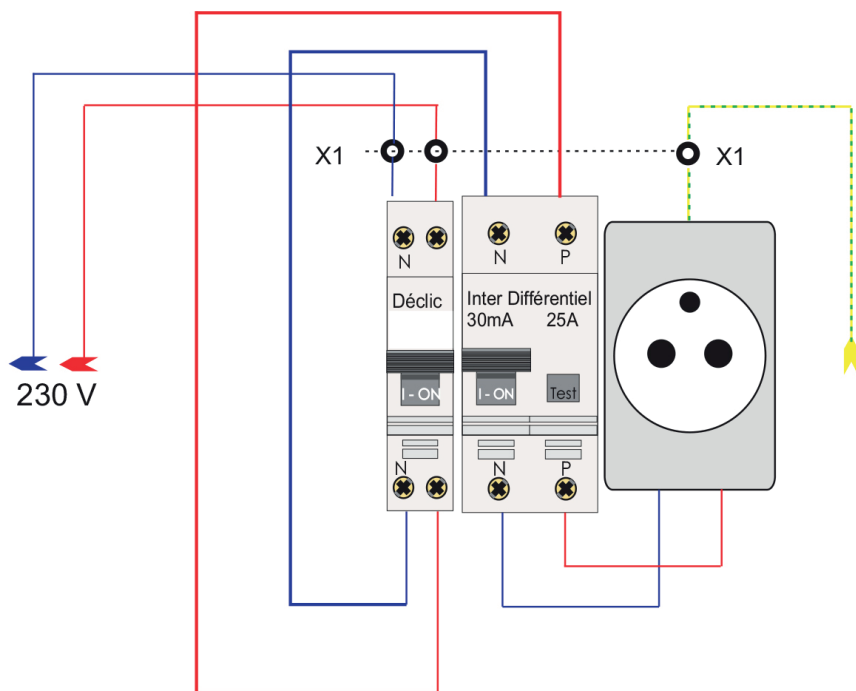 X1
X1
N
N
P
Déclic
Inter Différentiel
30mA 25A
230 V
I - ON
I - ON
Test
N
N
P